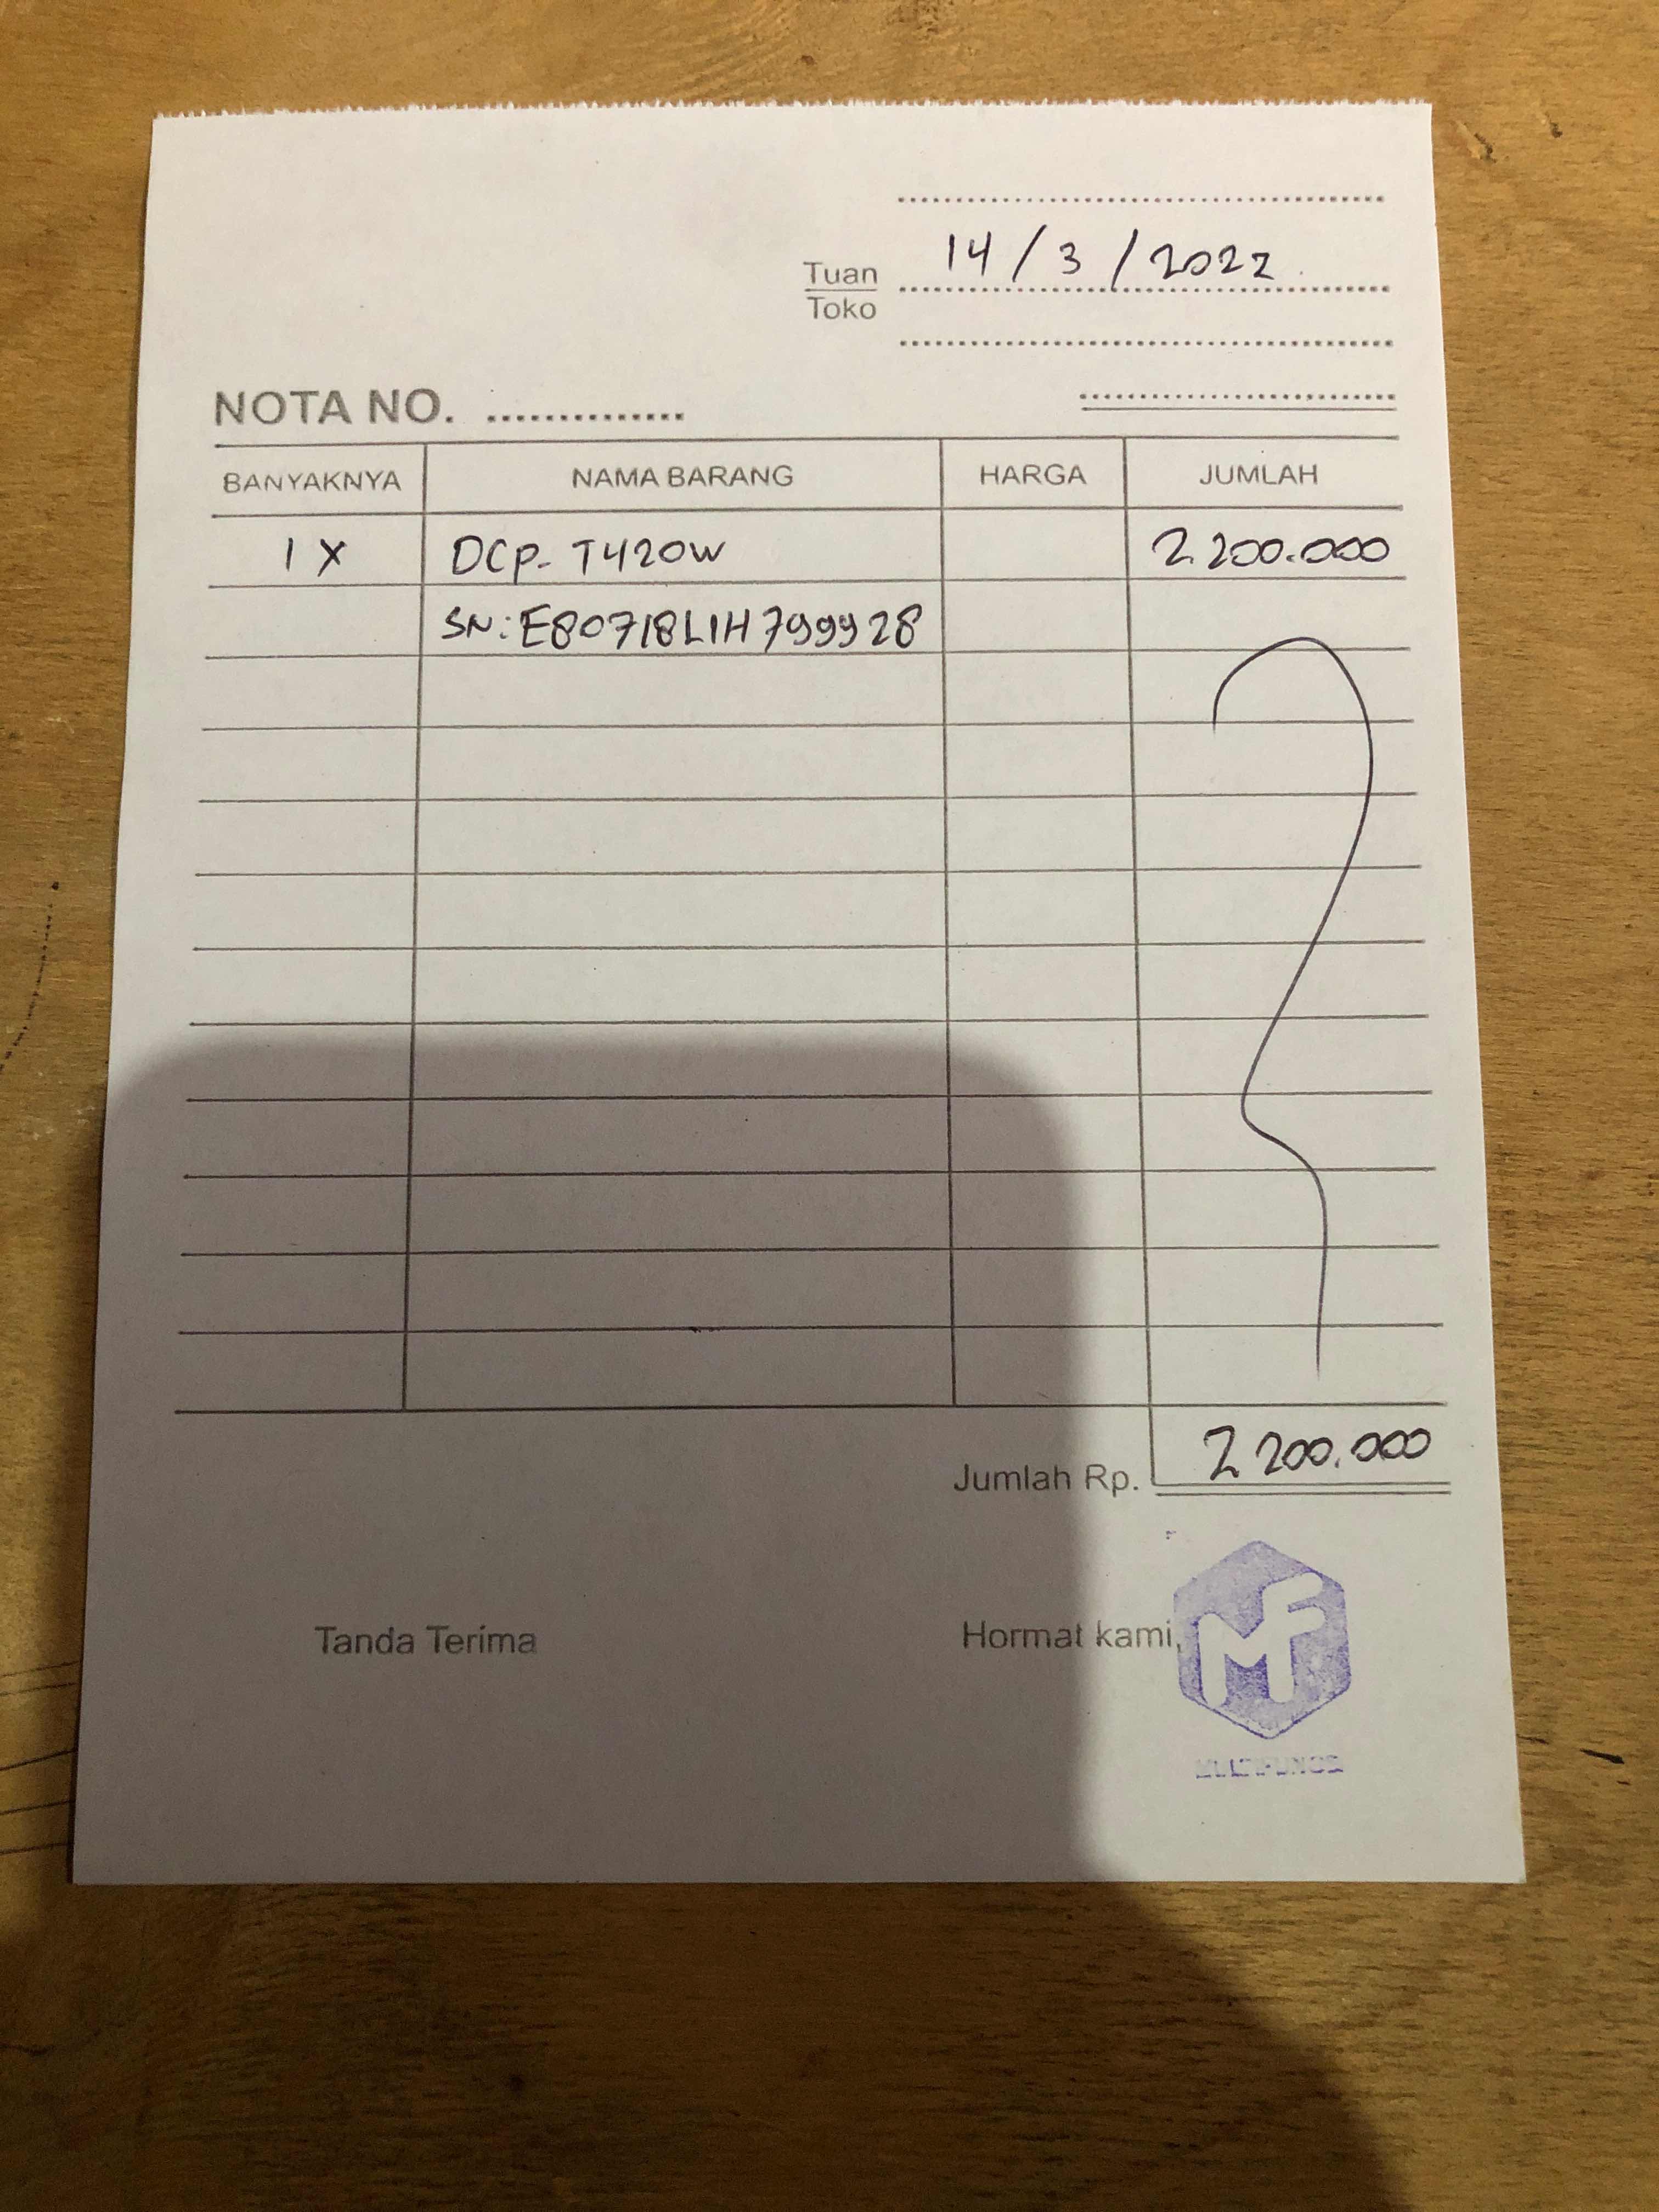 14/3/2022
Tuan
Toko
NOTA NO.
BANYAKNYA NAMA BARANG HARGA JUMLAH
1 X DCP-T420W 2.200.000
SN:E80718L1H799928
Jumlah Rp. 2 200.000
Tanda Terima Hormat kami,
MF